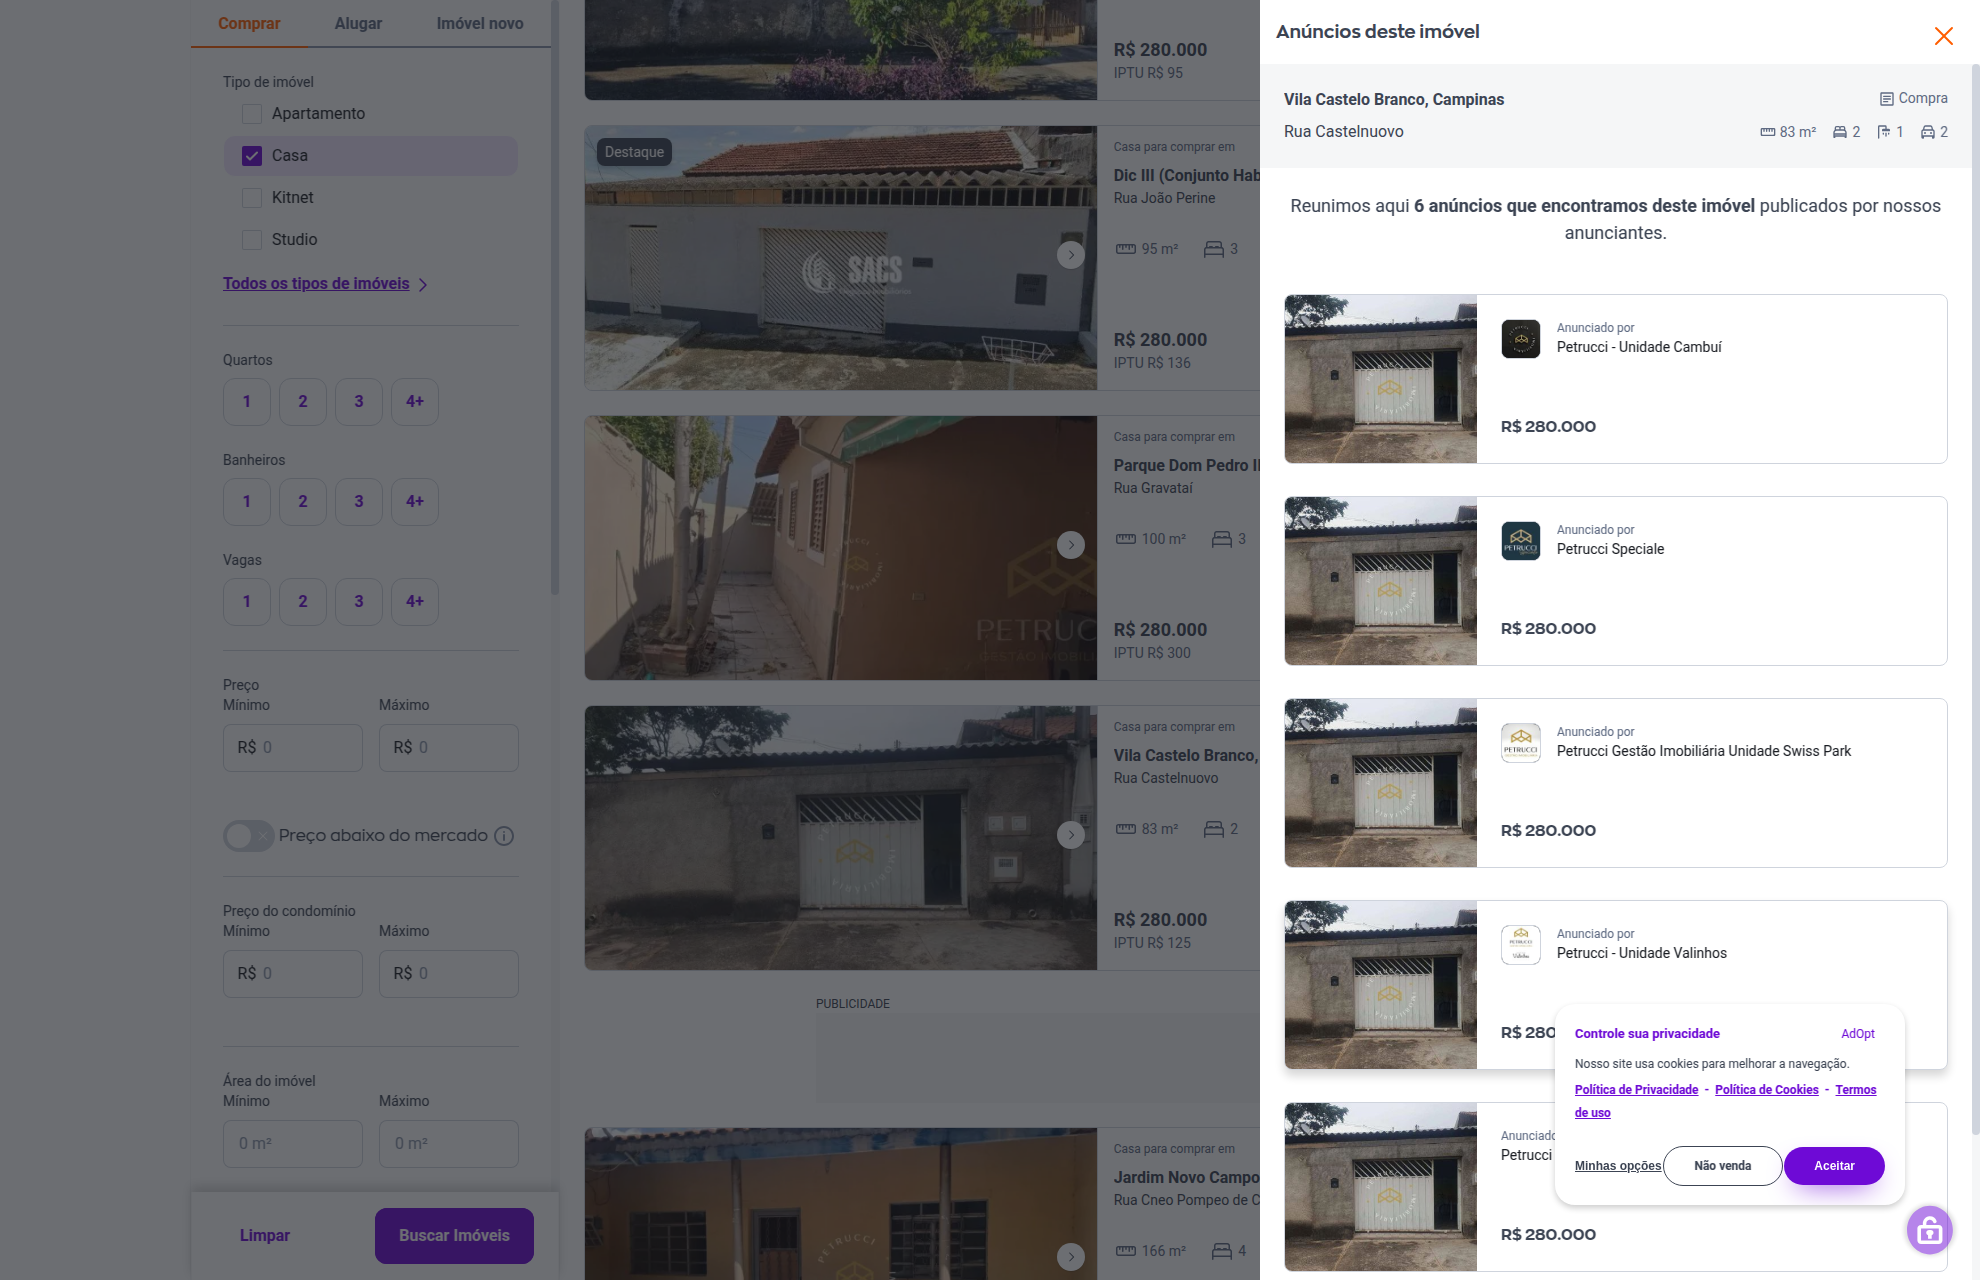 Comprar
Alugar
Imóvel novo
Tipo de imóvel
Apartamento
Casa
Kitnet
Studio
Todos os tipos de imóveis
Quartos
1
2
3
4+
Banheiros
1
2
3
4+
Vagas
1
2
3
4+
Preço
Mínimo
Máximo
R$ 0
R$ 0
Preço abaixo do mercado
Preço do condomínio
Mínimo
Máximo
R$ 0
R$ 0
Área do imóvel
Mínimo
Máximo
0 m²
0 m²
Limpar
Buscar Imóveis
R$ 280.000
IPTU R$ 95
Destaque
SACS
Casa para comprar em
Dic III (Conjunto Hab
Rua João Perine
95 m²
3
R$ 280.000
IPTU R$ 136
PETRUC
Casa para comprar em
Parque Dom Pedro II
Rua Gravataí
100 m²
3
R$ 280.000
IPTU R$ 300
Casa para comprar em
Vila Castelo Branco,
Rua Castelnuovo
83 m²
2
R$ 280.000
IPTU R$ 125
PUBLICIDADE
Casa para comprar em
Jardim Novo Campo
Rua Cneo Pompeo de C
166 m²
4
Anúncios deste imóvel
Vila Castelo Branco, Campinas
Compra
Rua Castelnuovo
83 m²
2
1
2
Reunimos aqui 6 anúncios que encontramos deste imóvel publicados por nossos
anunciantes.
Anunciado por
Petrucci - Unidade Cambuí
R$ 280.000
PETRUCCI
Anunciado por
Petrucci Speciale
R$ 280.000
PETRUCCI
Anunciado por
Petrucci Gestão Imobiliária Unidade Swiss Park
R$ 280.000
PETRUCCI
Valinhos
Anunciado por
Petrucci - Unidade Valinhos
R$ 280
Anunciado
Petrucci
R$ 280.000
Controle sua privacidade
AdOpt
Nosso site usa cookies para melhorar a navegação.
Política de Privacidade - Política de Cookies - Termos
de uso
Minhas opções
Não venda
Aceitar